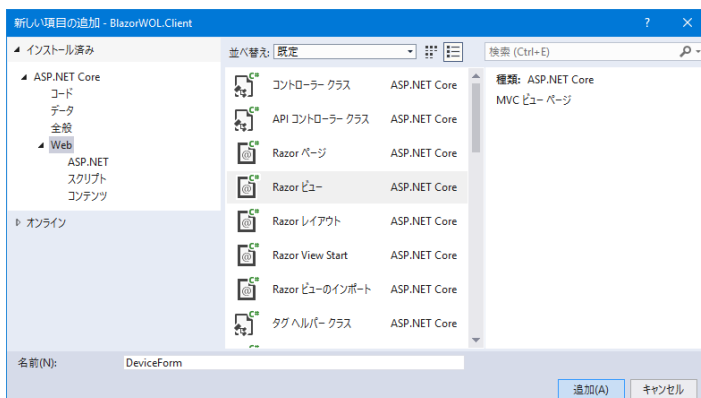 新しい項目の追加 - BlazorWOL.Client
インストール済み
並べ替え: 既定
検索 (Ctrl+E)
ASP.NET Core
コード
データ
全般
Web
ASP.NET
スクリプト
コンテンツ
オンライン
コントローラー クラス ASP.NET Core
API コントローラー クラス ASP.NET Core
Razor ページ ASP.NET Core
Razor ビュー ASP.NET Core
Razor レイアウト ASP.NET Core
Razor View Start ASP.NET Core
Razor ビューのインポート ASP.NET Core
タグ ヘルパー クラス ASP.NET Core
種類: ASP.NET Core
MVC ビュー ページ
名前(N): DeviceForm
追加(A) キャンセル